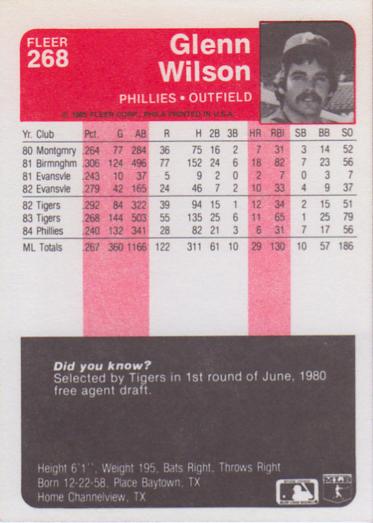 FLEER
268
Glenn
Wilson
PHILLIES • OUTFIELD
© 1985 FLEER CORP., PHILA PRINTED IN U.S.A.
Yr. Club Pct. G AB R H 2B 3B HR RBI SB BB SO
80 Montgmry .264 77 284 36 75 16 2 7 31 3 14 52
81 Birmnghm .306 124 496 77 152 24 6 18 82 7 23 56
81 Evansvle .243 10 37 5 9 2 0 2 7 0 3 7
82 Evansvle .279 42 165 24 46 7 2 10 33 4 9 37
82 Tigers .292 84 322 39 94 15 1 12 34 2 15 51
83 Tigers .268 144 503 55 135 25 6 11 65 1 25 79
84 Phillies .240 132 341 28 82 21 3 6 31 7 17 56
ML Totals .267 360 1166 122 311 61 10 29 130 10 57 186
Did you know?
Selected by Tigers in 1st round of June, 1980
free agent draft.
Height 6'1'', Weight 195, Bats Right, Throws Right
Born 12-22-58, Place Baytown, TX
Home Channelview, TX